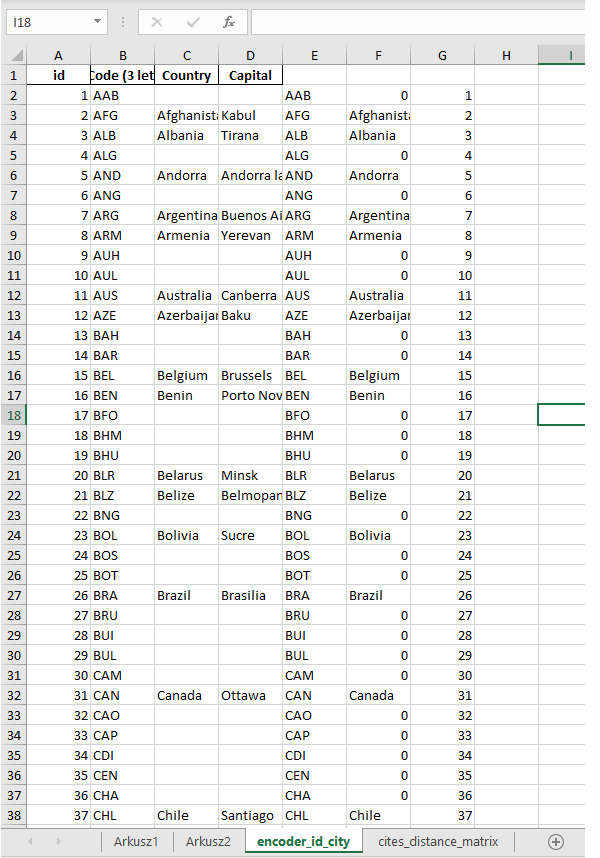 I18 fx
A B C D E F G H I
1 id Code (3 let Country Capital
2 1 AAB AAB 0 1
3 2 AFG Afghanista Kabul AFG Afghanista 2
4 3 ALB Albania Tirana ALB Albania 3
5 4 ALG ALG 0 4
6 5 AND Andorra Andorra la AND Andorra 5
7 6 ANG ANG 0 6
8 7 ARG Argentina Buenos Ai ARG Argentina 7
9 8 ARM Armenia Yerevan ARM Armenia 8
10 9 AUH AUH 0 9
11 10 AUL AUL 0 10
12 11 AUS Australia Canberra AUS Australia 11
13 12 AZE Azerbaijan Baku AZE Azerbaijan 12
14 13 BAH BAH 0 13
15 14 BAR BAR 0 14
16 15 BEL Belgium Brussels BEL Belgium 15
17 16 BEN Benin Porto Nov BEN Benin 16
18 17 BFO BFO 0 17
19 18 BHM BHM 0 18
20 19 BHU BHU 0 19
21 20 BLR Belarus Minsk BLR Belarus 20
22 21 BLZ Belize Belmopan BLZ Belize 21
23 22 BNG BNG 0 22
24 23 BOL Bolivia Sucre BOL Bolivia 23
25 24 BOS BOS 0 24
26 25 BOT BOT 0 25
27 26 BRA Brazil Brasilia BRA Brazil 26
28 27 BRU BRU 0 27
29 28 BUI BUI 0 28
30 29 BUL BUL 0 29
31 30 CAM CAM 0 30
32 31 CAN Canada Ottawa CAN Canada 31
33 32 CAO CAO 0 32
34 33 CAP CAP 0 33
35 34 CDI CDI 0 34
36 35 CEN CEN 0 35
37 36 CHA CHA 0 36
38 37 CHL Chile Santiago CHL Chile 37
Arkusz1 Arkusz2 encoder_id_city cites_distance_matrix